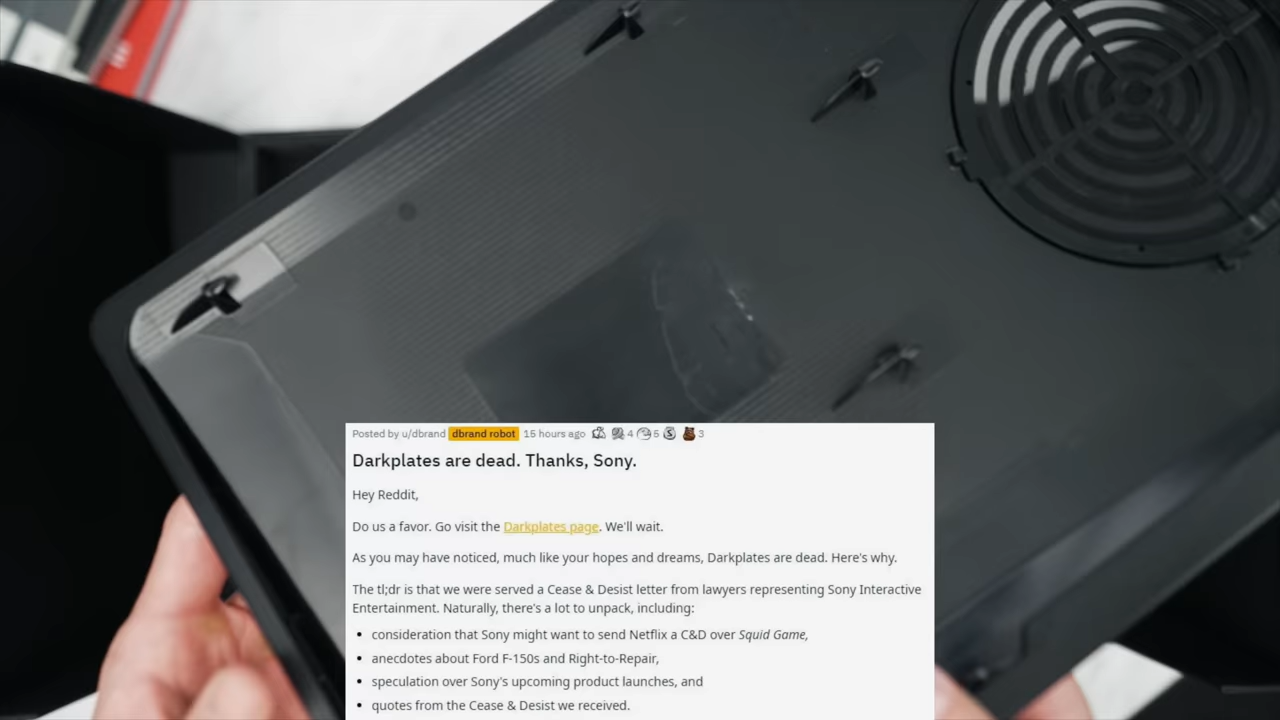 Posted by u/dbrand dbrand robot 15 hours ago 4 5 S 3
Darkplates are dead. Thanks, Sony.
Hey Reddit,
Do us a favor. Go visit the Darkplates page. We'll wait.
As you may have noticed, much like your hopes and dreams, Darkplates are dead. Here's why.
The tl;dr is that we were served a Cease & Desist letter from lawyers representing Sony Interactive
Entertainment. Naturally, there's a lot to unpack, including:
• consideration that Sony might want to send Netflix a C&D over Squid Game,
• anecdotes about Ford F-150s and Right-to-Repair,
• speculation over Sony's upcoming product launches, and
• quotes from the Cease & Desist we received.